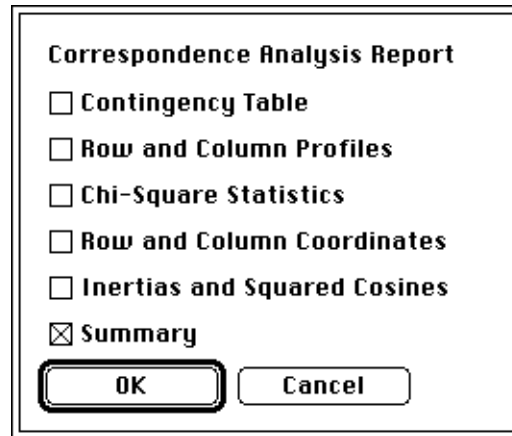 Correspondence Analysis Report
Contingency Table
Row and Column Profiles
Chi-Square Statistics
Row and Column Coordinates
Inertias and Squared Cosines
Summary
OK Cancel